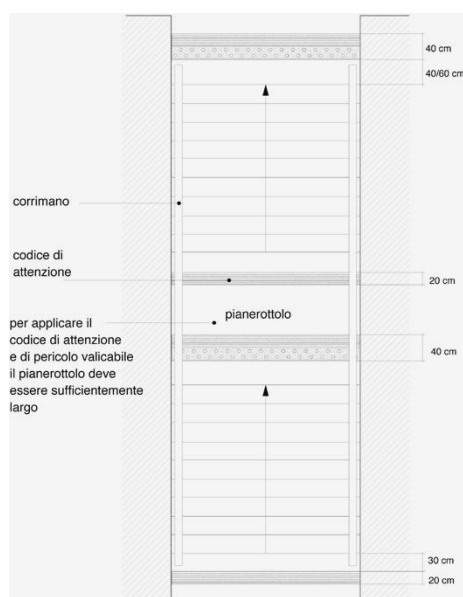 40 cm
40/60 cm
corrimano
codice di
attenzione
20 cm
pianerottolo
per applicare il
codice di attenzione
e di pericolo valicabile
il pianerottolo deve
essere sufficientemente
largo
40 cm
30 cm
20 cm